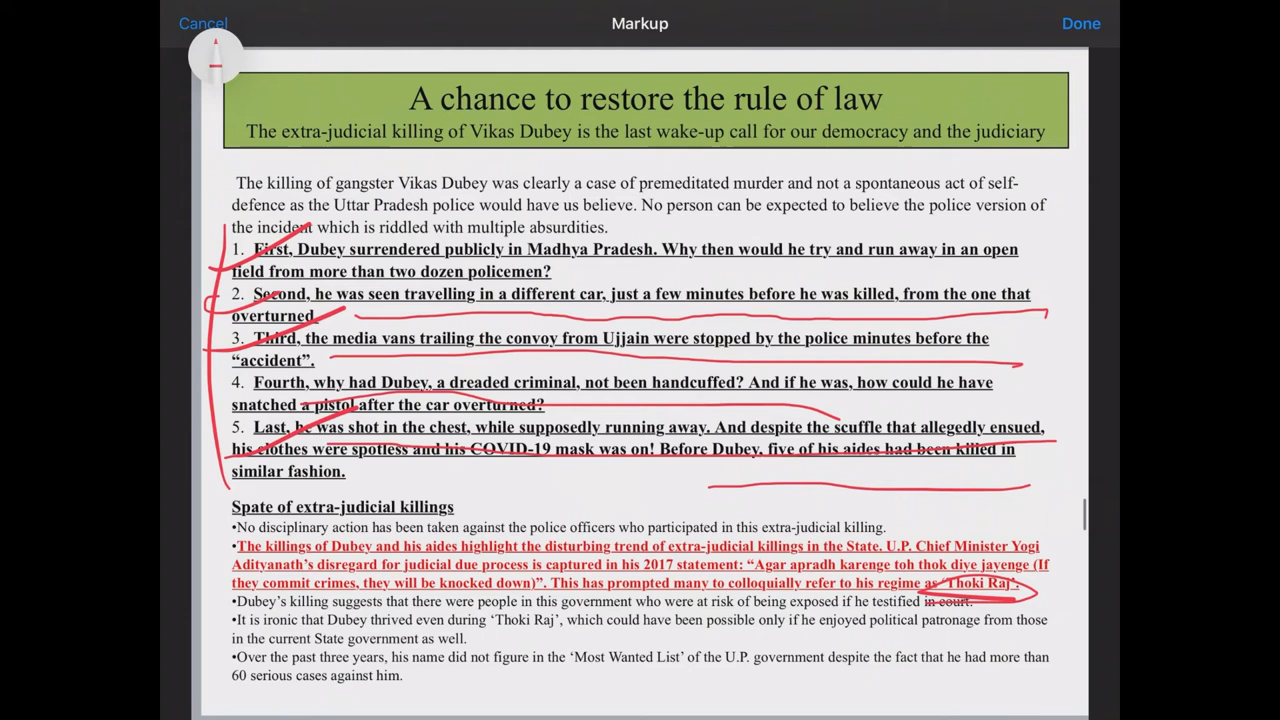 Cancel
Markup
Done
A chance to restore the rule of law
The extra-judicial killing of Vikas Dubey is the last wake-up call for our democracy and the judiciary
The killing of gangster Vikas Dubey was clearly a case of premeditated murder and not a spontaneous act of self-
defence as the Uttar Pradesh police would have us believe. No person can be expected to believe the police version of
the incident which is riddled with multiple absurdities.
1. First, Dubey surrendered publicly in Madhya Pradesh. Why then would he try and run away in an open
field from more than two dozen policemen?
2. Second, he was seen travelling in a different car, just a few minutes before he was killed, from the one that
overturned.
3. Third, the media vans trailing the convoy from Ujjain were stopped by the police minutes before the
“accident”.
4. Fourth, why had Dubey, a dreaded criminal, not been handcuffed? And if he was, how could he have
snatched a pistol after the car overturned?
5. Last, he was shot in the chest, while supposedly running away. And despite the scuffle that allegedly ensued,
his clothes were spotless and his COVID-19 mask was on! Before Dubey, five of his aides had been killed in
similar fashion.
Spate of extra-judicial killings
•No disciplinary action has been taken against the police officers who participated in this extra-judicial killing.
•The killings of Dubey and his aides highlight the disturbing trend of extra-judicial killings in the State. U.P. Chief Minister Yogi
Adityanath’s disregard for judicial due process is captured in his 2017 statement: “Agar apradh karenge toh thok diye jayenge (If
they commit crimes, they will be knocked down)”. This has prompted many to colloquially refer to his regime as ‘Thoki Raj’.
•Dubey’s killing suggests that there were people in this government who were at risk of being exposed if he testified in court.
•It is ironic that Dubey thrived even during ‘Thoki Raj’, which could have been possible only if he enjoyed political patronage from those
in the current State government as well.
•Over the past three years, his name did not figure in the ‘Most Wanted List’ of the U.P. government despite the fact that he had more than
60 serious cases against him.